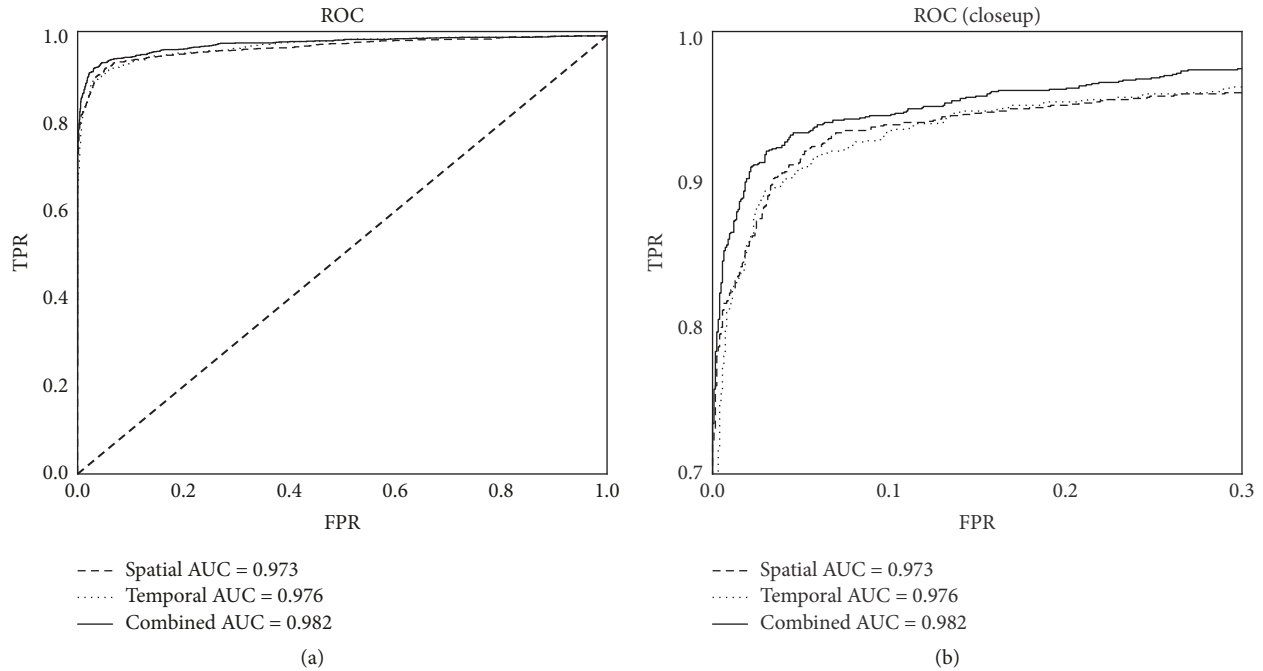 ROC
1.0
0.8
0.6
0.4
0.2
0.0
TPR
0.0 0.2 0.4 0.6 0.8 1.0
FPR
Spatial AUC = 0.973
Temporal AUC = 0.976
Combined AUC = 0.982
(a)
ROC (closeup)
1.0
0.9
0.8
0.7
TPR
0.0 0.1 0.2 0.3
FPR
Spatial AUC = 0.973
Temporal AUC = 0.976
Combined AUC = 0.982
(b)